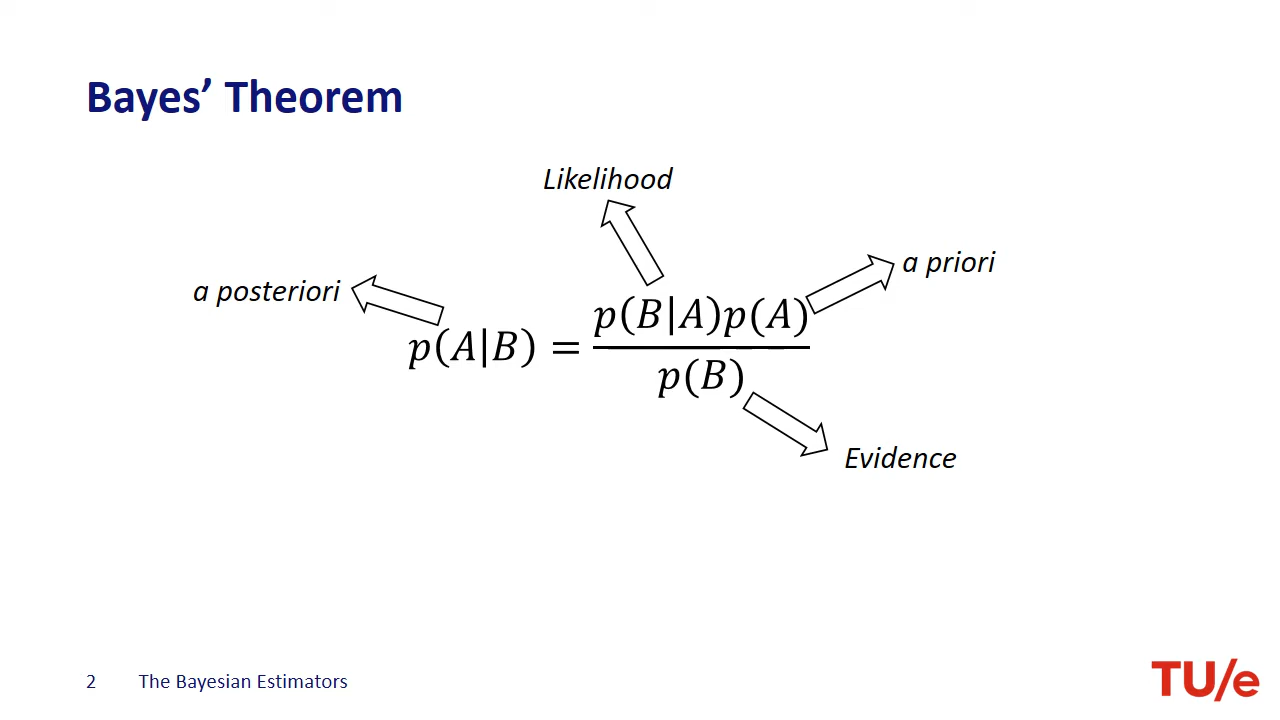 Bayes’ Theorem
Likelihood
a priori
a posteriori
p(A|B) = p(B|A)p(A) / p(B)
Evidence
2 The Bayesian Estimators
TU/e